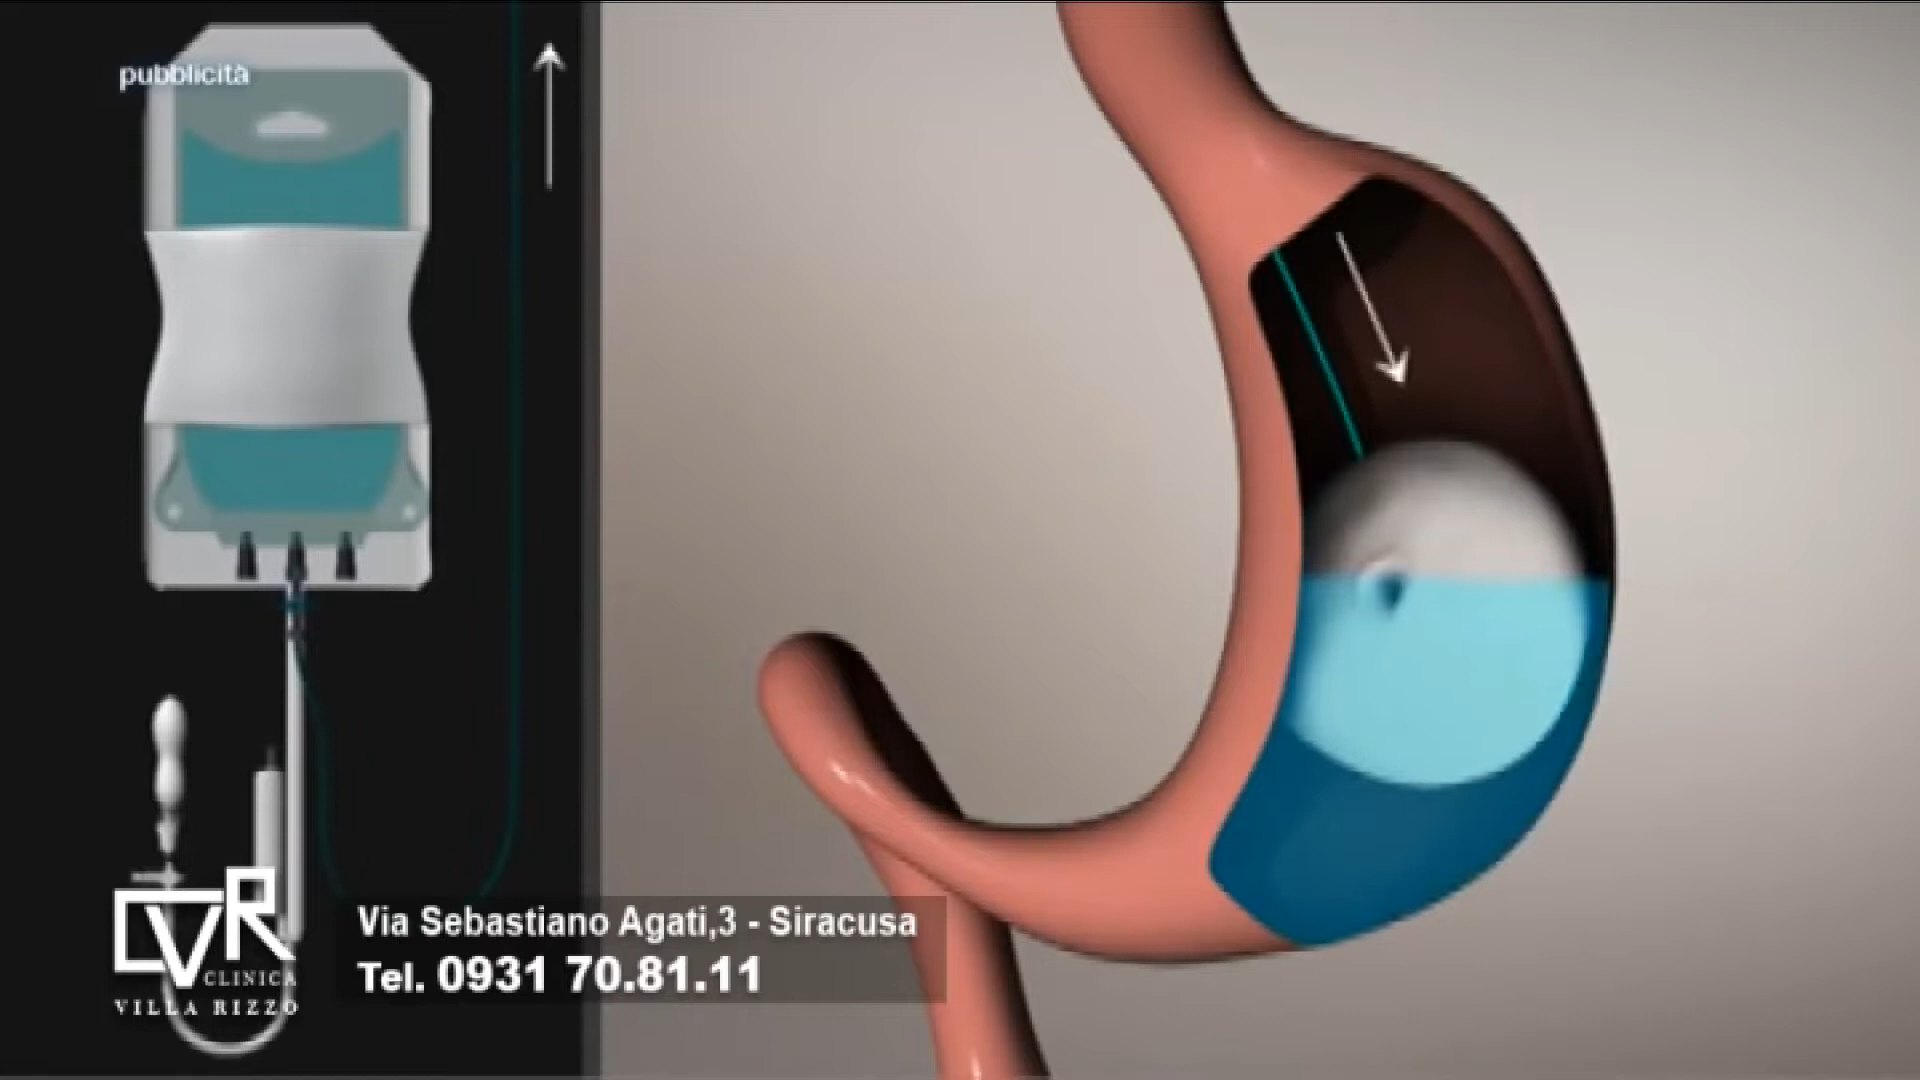 pubblicità
CVR
CLINICA
VILLA RIZZO
Via Sebastiano Agati,3 - Siracusa
Tel. 0931 70.81.11